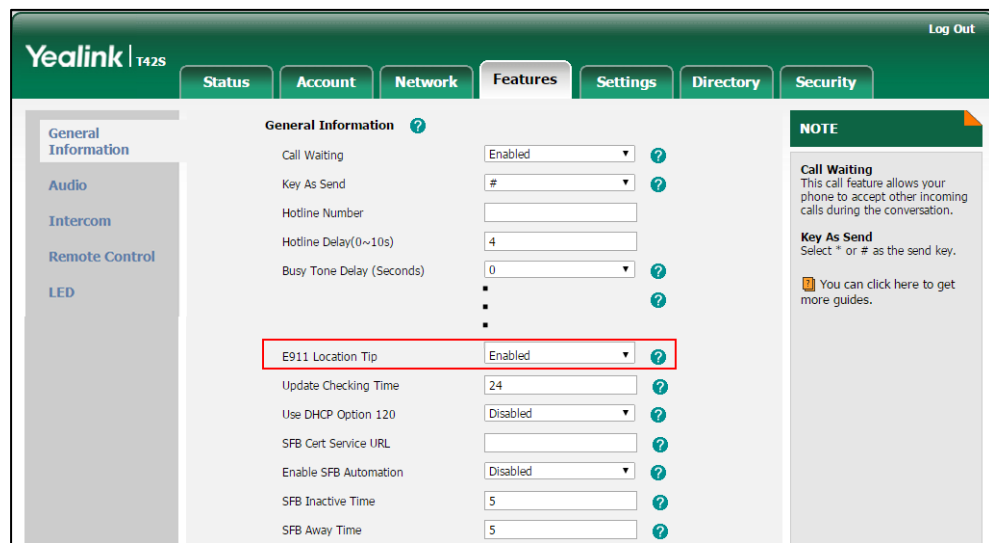 Log Out
Yealink T42S
Status Account Network Features Settings Directory Security
General
Information
Audio
Intercom
Remote Control
LED
General Information ?
Call Waiting Enabled ?
Key As Send # ?
Hotline Number
Hotline Delay(0~10s) 4
Busy Tone Delay (Seconds) 0 ?
?
E911 Location Tip Enabled ?
Update Checking Time 24 ?
Use DHCP Option 120 Disabled ?
SFB Cert Service URL ?
Enable SFB Automation Disabled ?
SFB Inactive Time 5 ?
SFB Away Time 5 ?
NOTE
Call Waiting
This call feature allows your
phone to accept other incoming
calls during the conversation.
Key As Send
Select * or # as the send key.
? You can click here to get
more guides.